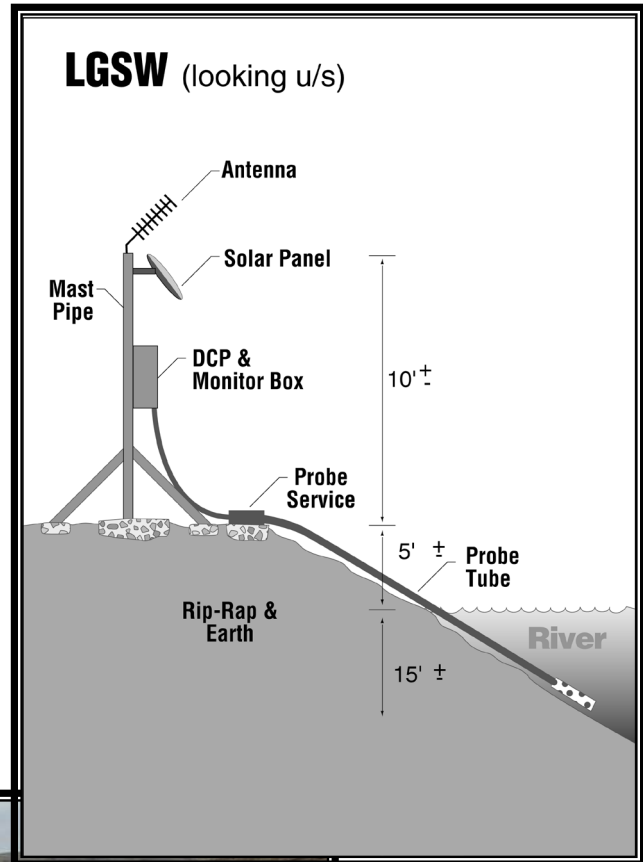 LGSW (looking u/s)
Antenna
Solar Panel
Mast
Pipe
DCP &
Monitor Box
10' ±
Probe
Service
5' ±
Probe
Tube
Rip-Rap &
Earth
River
15' ±